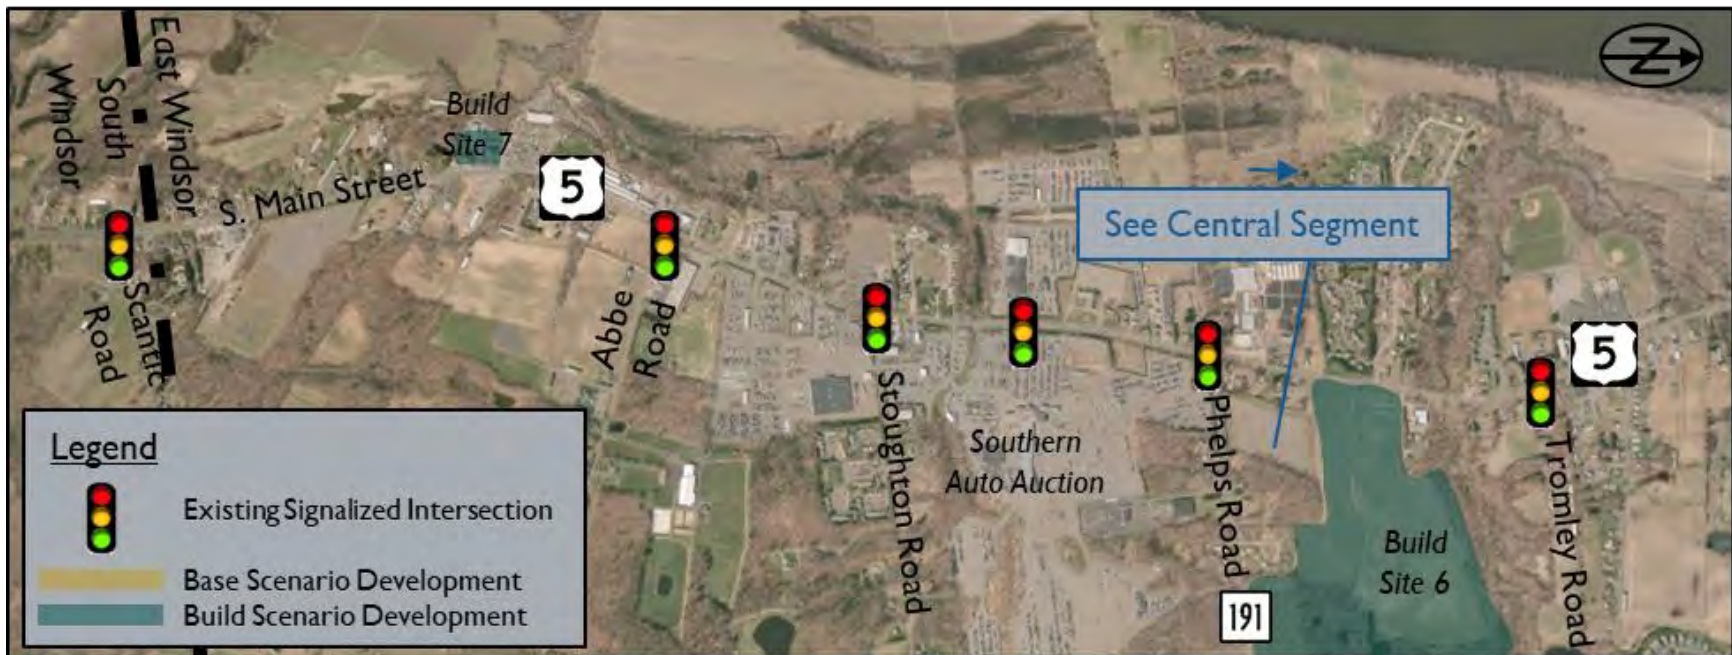 East Windsor
South
Windsor
Build
Site 7
S. Main Street
5
N
See Central Segment
Scantic
Road
Abbe
Road
5
Stoughton Road
Southern
Auto Auction
Phelps Road
191
Build
Site 6
Tromley Road
Legend
Existing Signalized Intersection
Base Scenario Development
Build Scenario Development